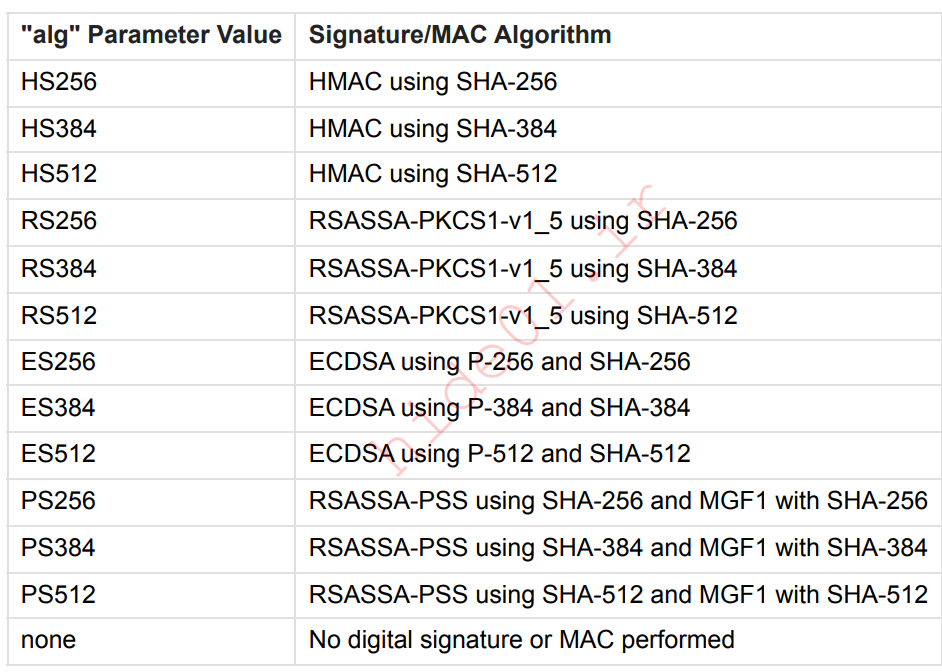 "alg" Parameter Value Signature/MAC Algorithm
HS256 HMAC using SHA-256
HS384 HMAC using SHA-384
HS512 HMAC using SHA-512
RS256 RSASSA-PKCS1-v1_5 using SHA-256
RS384 RSASSA-PKCS1-v1_5 using SHA-384
RS512 RSASSA-PKCS1-v1_5 using SHA-512
ES256 ECDSA using P-256 and SHA-256
ES384 ECDSA using P-384 and SHA-384
ES512 ECDSA using P-512 and SHA-512
PS256 RSASSA-PSS using SHA-256 and MGF1 with SHA-256
PS384 RSASSA-PSS using SHA-384 and MGF1 with SHA-384
PS512 RSASSA-PSS using SHA-512 and MGF1 with SHA-512
none No digital signature or MAC performed
hide01.ir